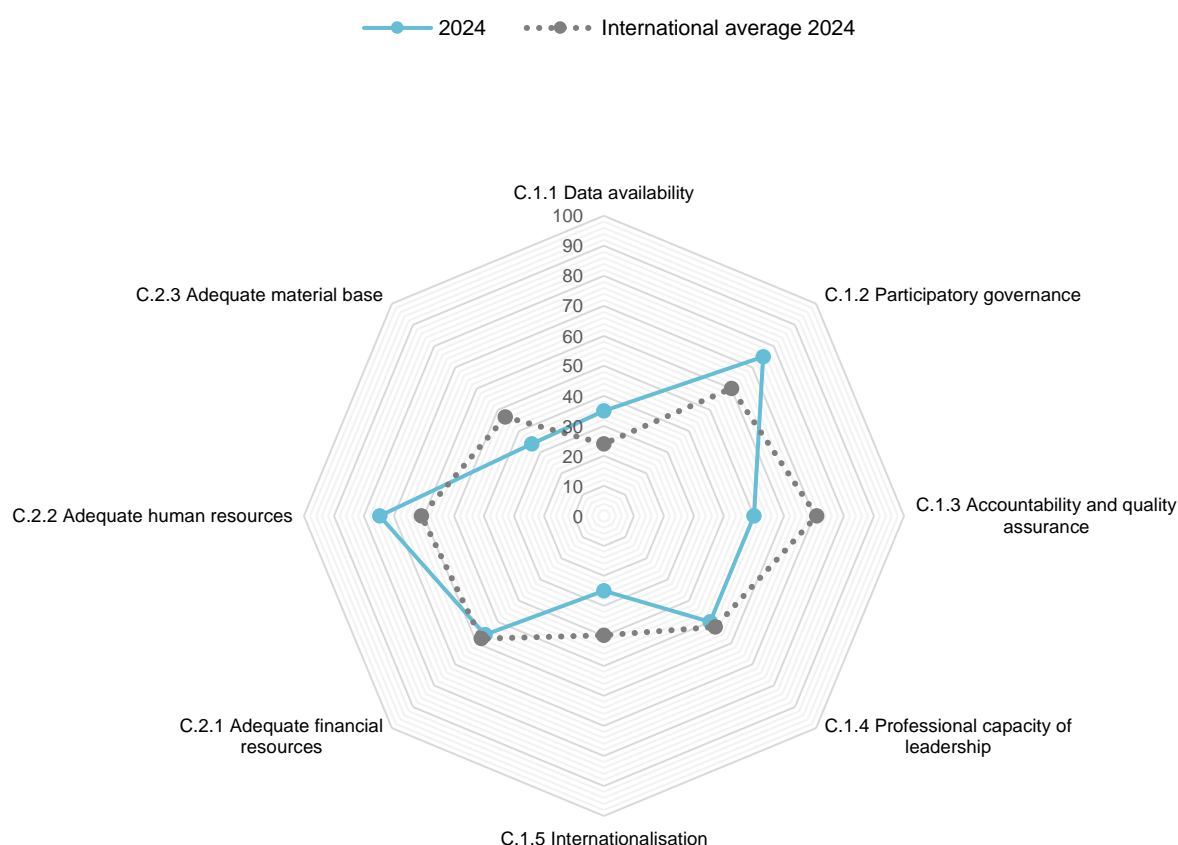 2024
International average 2024
C.1.1 Data availability
100
90
80
70
60
50
40
30
20
10
0
C.1.2 Participatory governance
C.1.3 Accountability and quality
assurance
C.1.4 Professional capacity of
leadership
C.1.5 Internationalisation
C.2.1 Adequate financial
resources
C.2.2 Adequate human resources
C.2.3 Adequate material base